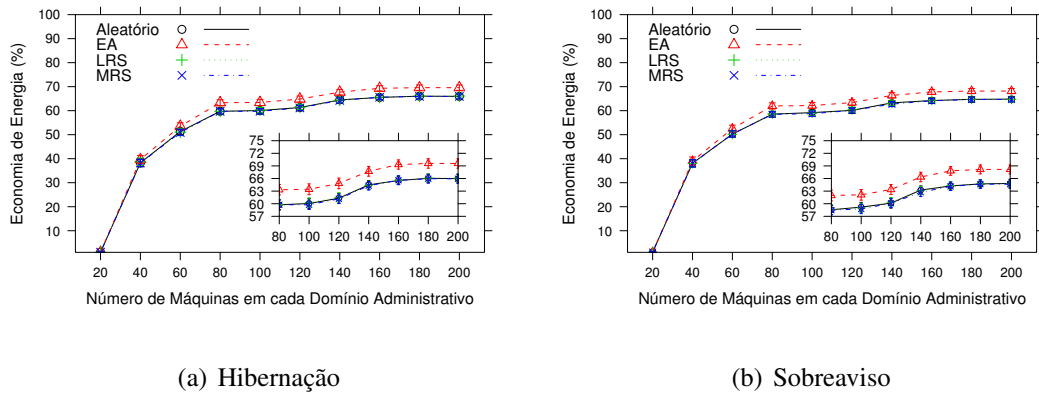 Economia de Energia (%)
100
90
80
70
60
50
40
30
20
10
Aleatório
EA
LRS
MRS
75
72
69
66
63
60
57
80 100 120 140 160 180 200
20 40 60 80 100 120 140 160 180 200
Número de Máquinas em cada Domínio Administrativo
(a) Hibernação
Economia de Energia (%)
100
90
80
70
60
50
40
30
20
10
Aleatório
EA
LRS
MRS
75
72
69
66
63
60
57
80 100 120 140 160 180 200
20 40 60 80 100 120 140 160 180 200
Número de Máquinas em cada Domínio Administrativo
(b) Sobreaviso